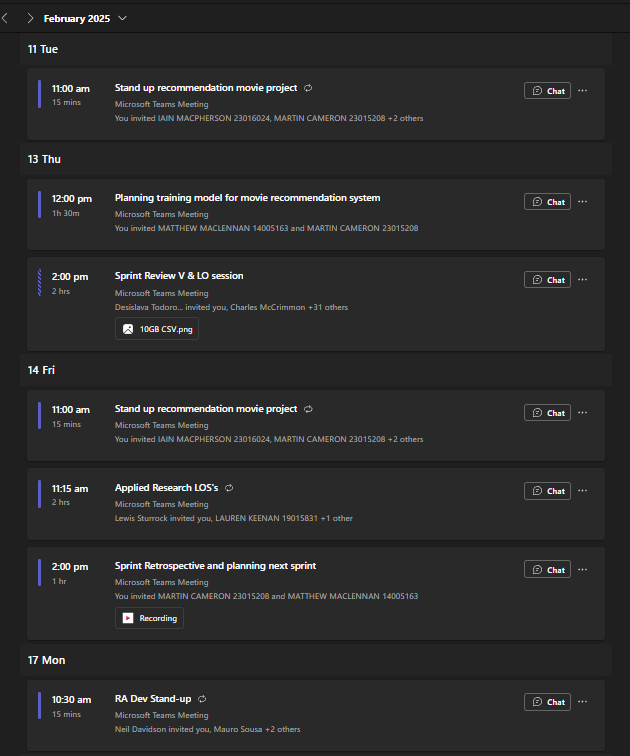 February 2025
11 Tue
11:00 am
15 mins
Stand up recommendation movie project
Microsoft Teams Meeting
You invited IAIN MACPHERSON 23016024, MARTIN CAMERON 23015208 +2 others
Chat
13 Thu
12:00 pm
1h 30m
Planning training model for movie recommendation system
Microsoft Teams Meeting
You invited MATTHEW MACLENNAN 14005163 and MARTIN CAMERON 23015208
Chat
2:00 pm
2 hrs
Sprint Review V & LO session
Microsoft Teams Meeting
Desislava Todoro... invited you, Charles McCrimmon +31 others
10GB CSV.png
Chat
14 Fri
11:00 am
15 mins
Stand up recommendation movie project
Microsoft Teams Meeting
You invited IAIN MACPHERSON 23016024, MARTIN CAMERON 23015208 +2 others
Chat
11:15 am
2 hrs
Applied Research LOS's
Microsoft Teams Meeting
Lewis Sturrock invited you, LAUREN KEENAN 19015831 +1 other
Chat
2:00 pm
1 hr
Sprint Retrospective and planning next sprint
Microsoft Teams Meeting
You invited MARTIN CAMERON 23015208 and MATTHEW MACLENNAN 14005163
Recording
Chat
17 Mon
10:30 am
15 mins
RA Dev Stand-up
Microsoft Teams Meeting
Neil Davidson invited you, Mauro Sousa +2 others
Chat